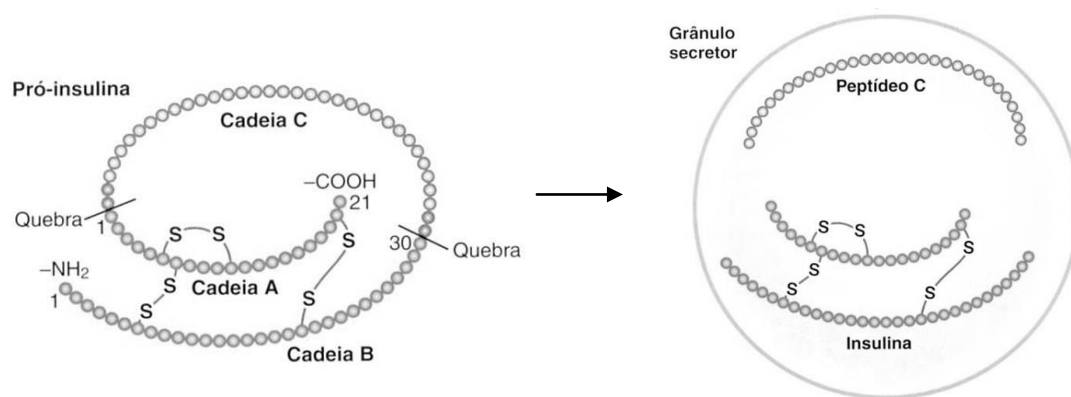 Pró-insulina
Cadeia C
–COOH
21
Quebra
1
S
S
S
30
Quebra
–NH₂
1
Cadeia A
S
S
S
Cadeia B
Grânulo
secretor
Peptídeo C
S
S
S
S
S
S
Insulina